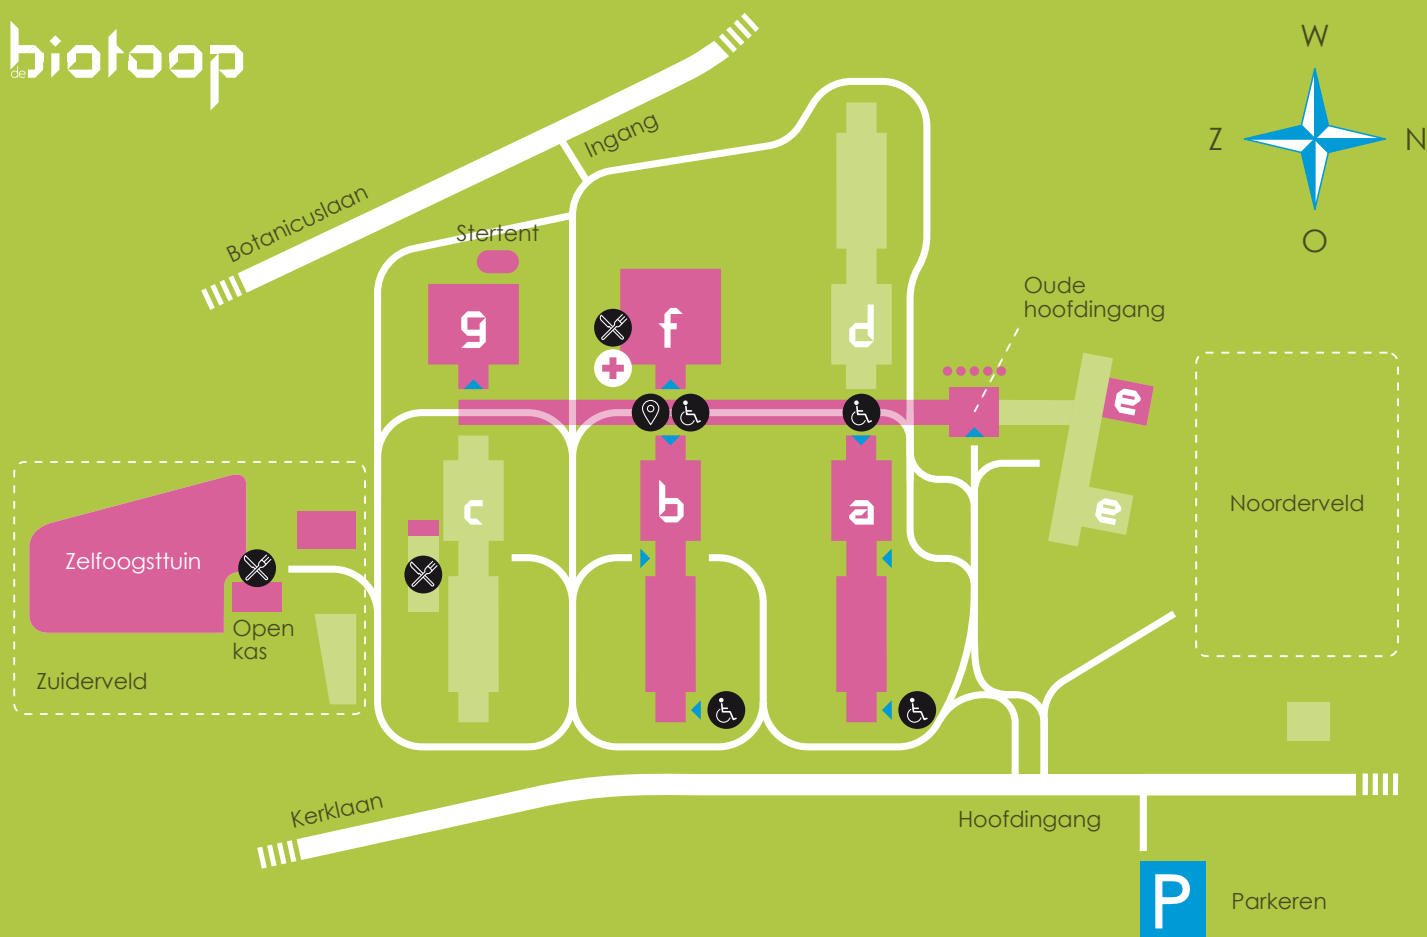 de biotoop
W
Z
N
O
Ingang
Botanicuslaan
Stertent
Oude
hoofdingang
g
f
d
e
c
b
a
e
Noorderveld
Zelfoogsttuin
Open
kas
Zuiderveld
Kerklaan
Hoofdingang
P
Parkeren